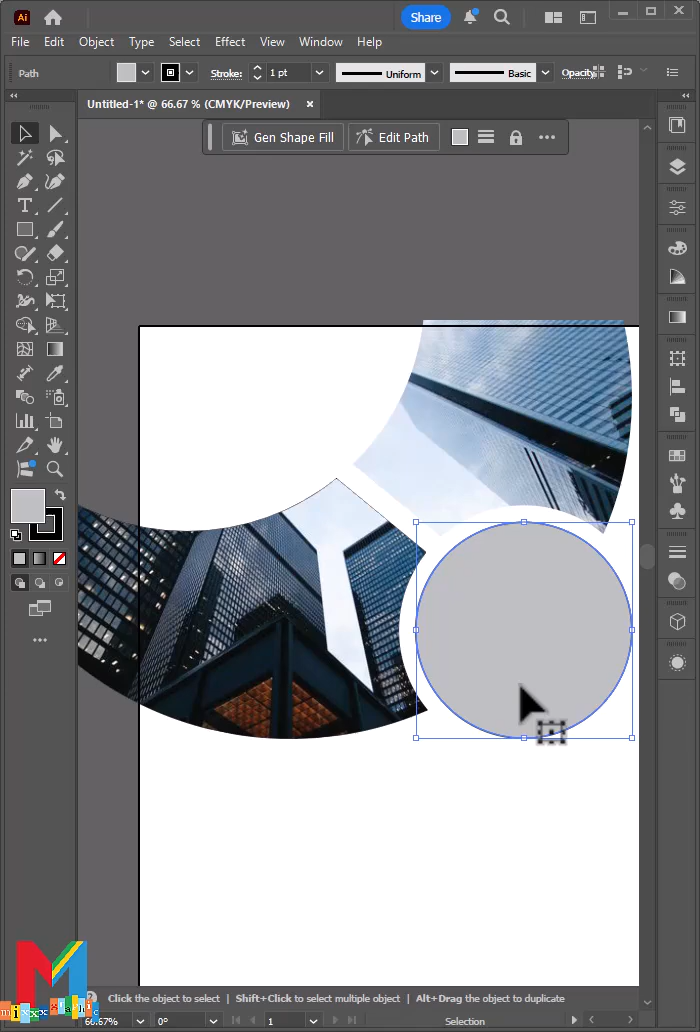 Ai
Share
File Edit Object Type Select Effect View Window Help
Path
Stroke:
1 pt
Uniform
Basic
Opacity
Untitled-1* @ 66.67 % (CMYK/Preview) ×
Gen Shape Fill
Edit Path
M
Click the object to select | Shift+Click to select multiple object | Alt+Drag the object to duplicate
66.67%
0°
1
Selection